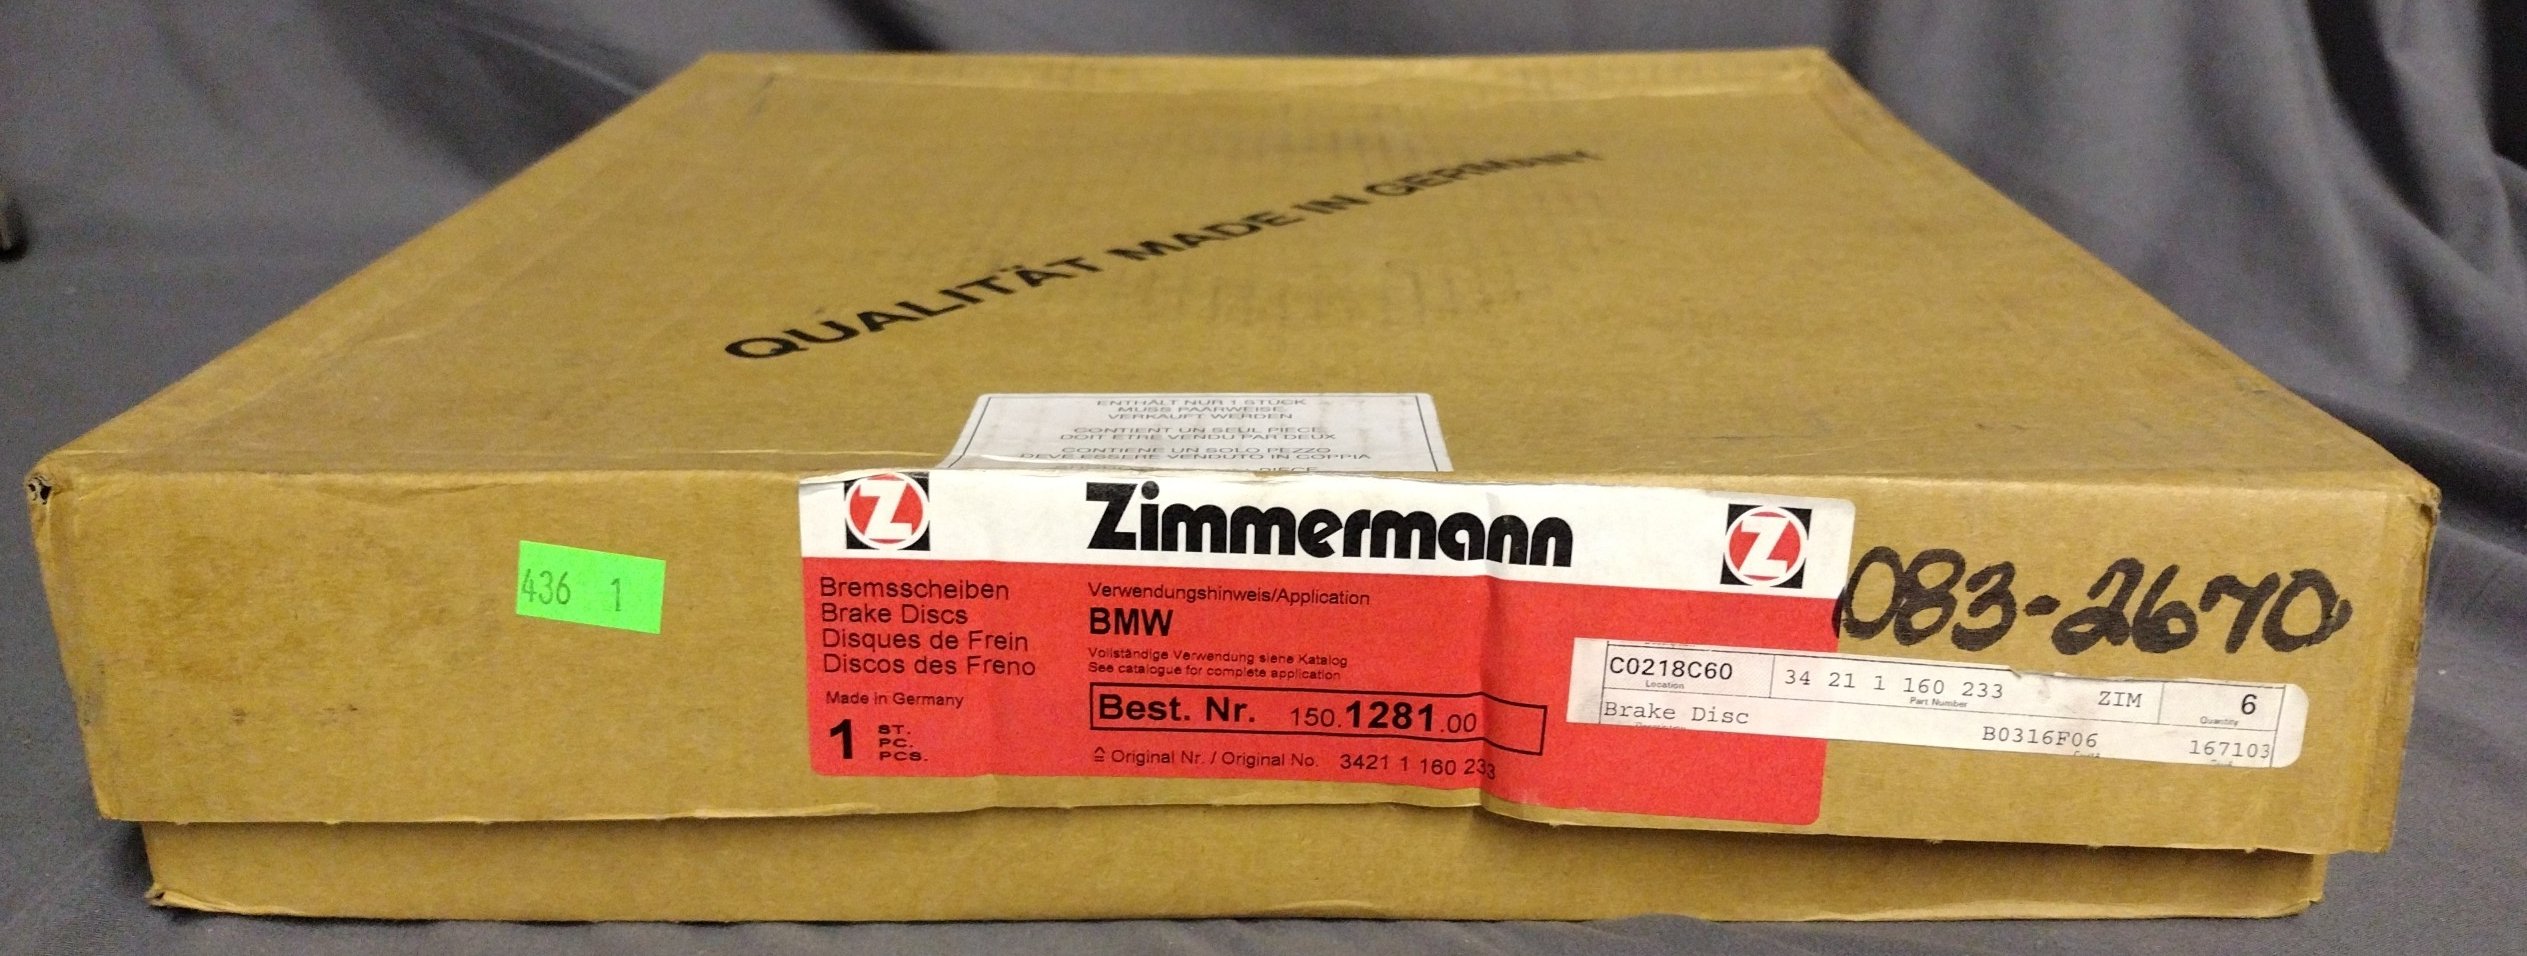 QUALITÄT MADE IN GERMANY
ENTHÄLT NUR 1 STÜCK
MUSS PAARWEISE
VERKAUFT WERDEN
CONTIENT UN SEUL PIECE
DOIT ETRE VENDU PAR DEUX
CONTIENE UN SOLO PEZZO
DEVE ESSERE VENDUTO IN COPPIA
PIECE
Z
Zimmermann
Z
436 1
Bremsscheiben
Brake Discs
Disques de Frein
Discos des Freno
Made in Germany
1 ST.
PC.
PCS.
Verwendungshinweis/Application
BMW
Vollständige Verwendung siehe Katalog
See catalogue for complete application
Best. Nr. 150.1281.00
≙ Original Nr. / Original No. 3421 1 160 233
083-2670
C0218C60
Location
34 21 1 160 233 ZIM
Part Number
6
Quantity
Brake Disc
B0316F06
167103